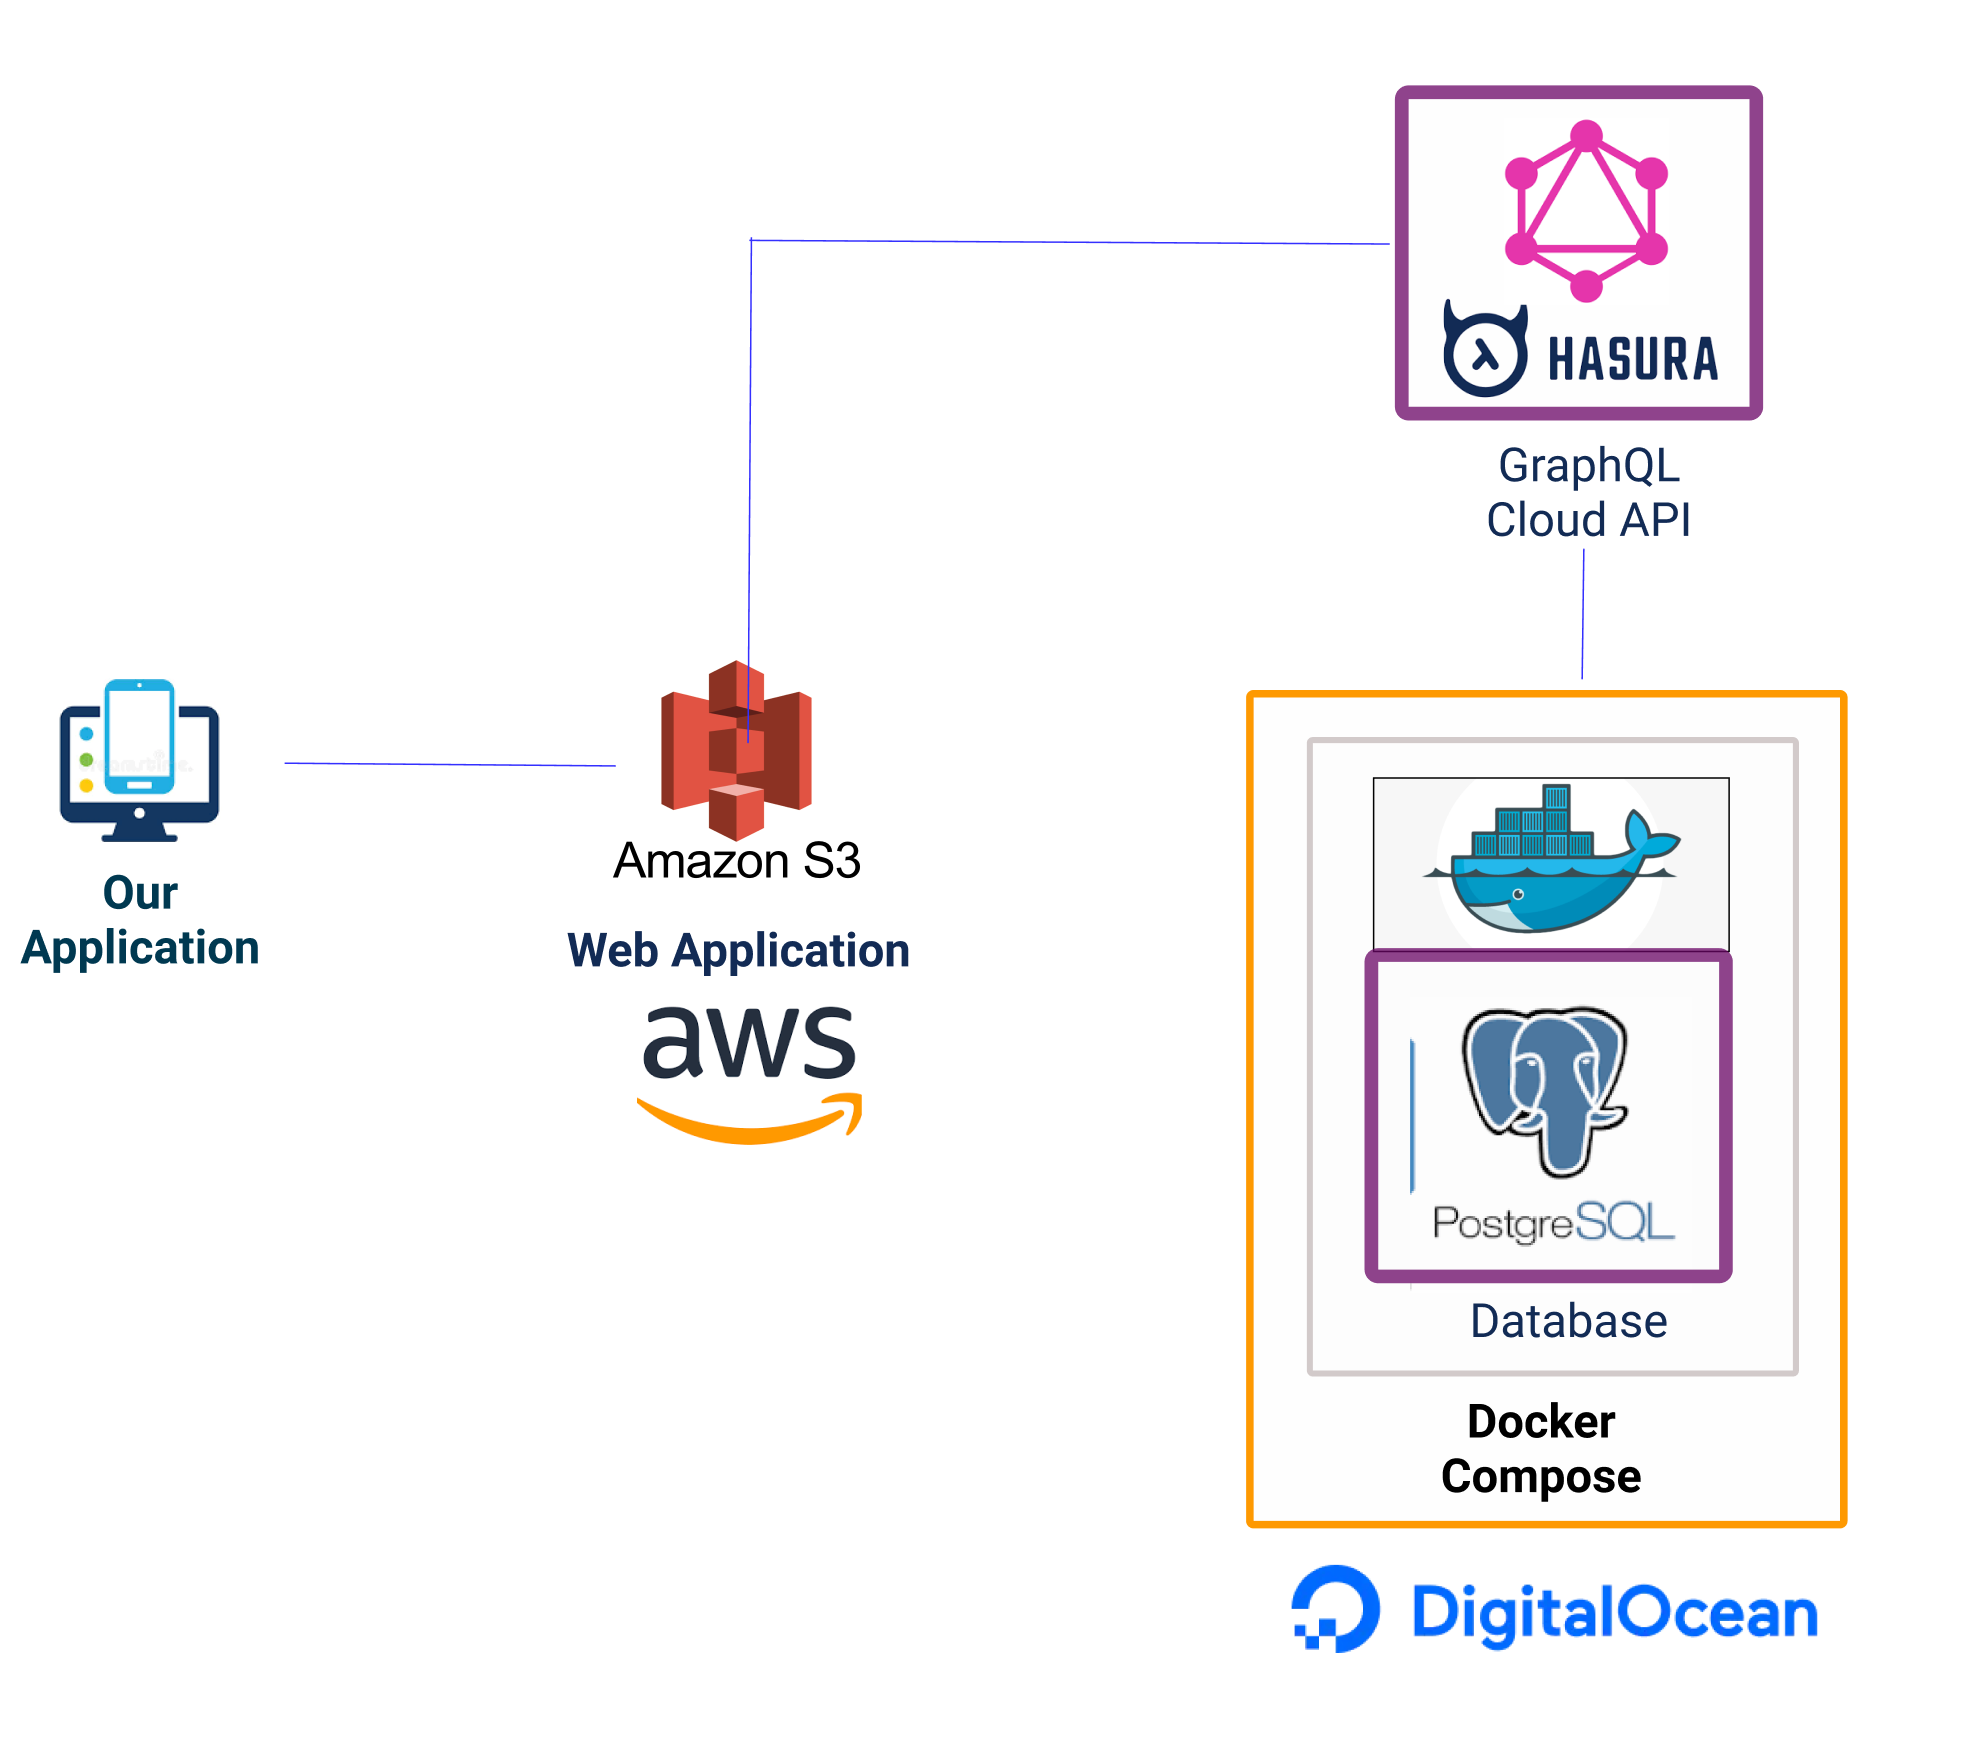 HASURA
GraphQL
Cloud API
Our
Application
Amazon S3
Web Application
aws
PostgreSQL
Database
Docker
Compose
DigitalOcean